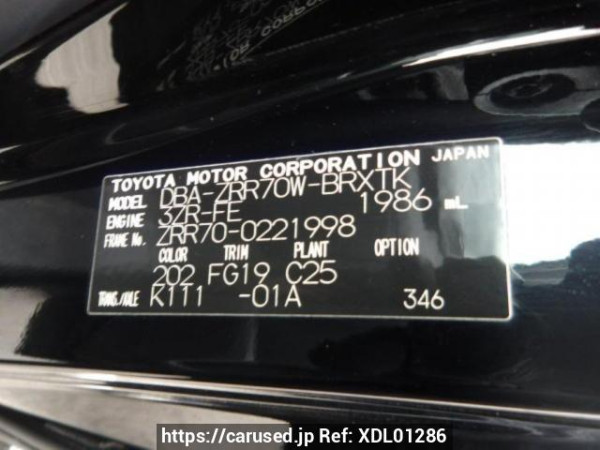 TOYOTA MOTOR CORPORATION JAPAN
MODEL DBA-ZRR70W-BRXTK
ENGINE 3ZR-FE 1986 mL
FRAME No. ZRR70-0221998
COLOR TRIM PLANT OPTION
202 FG19 C25
TRANS./AXLE K111 -01A 346
https://carused.jp Ref: XDL01286